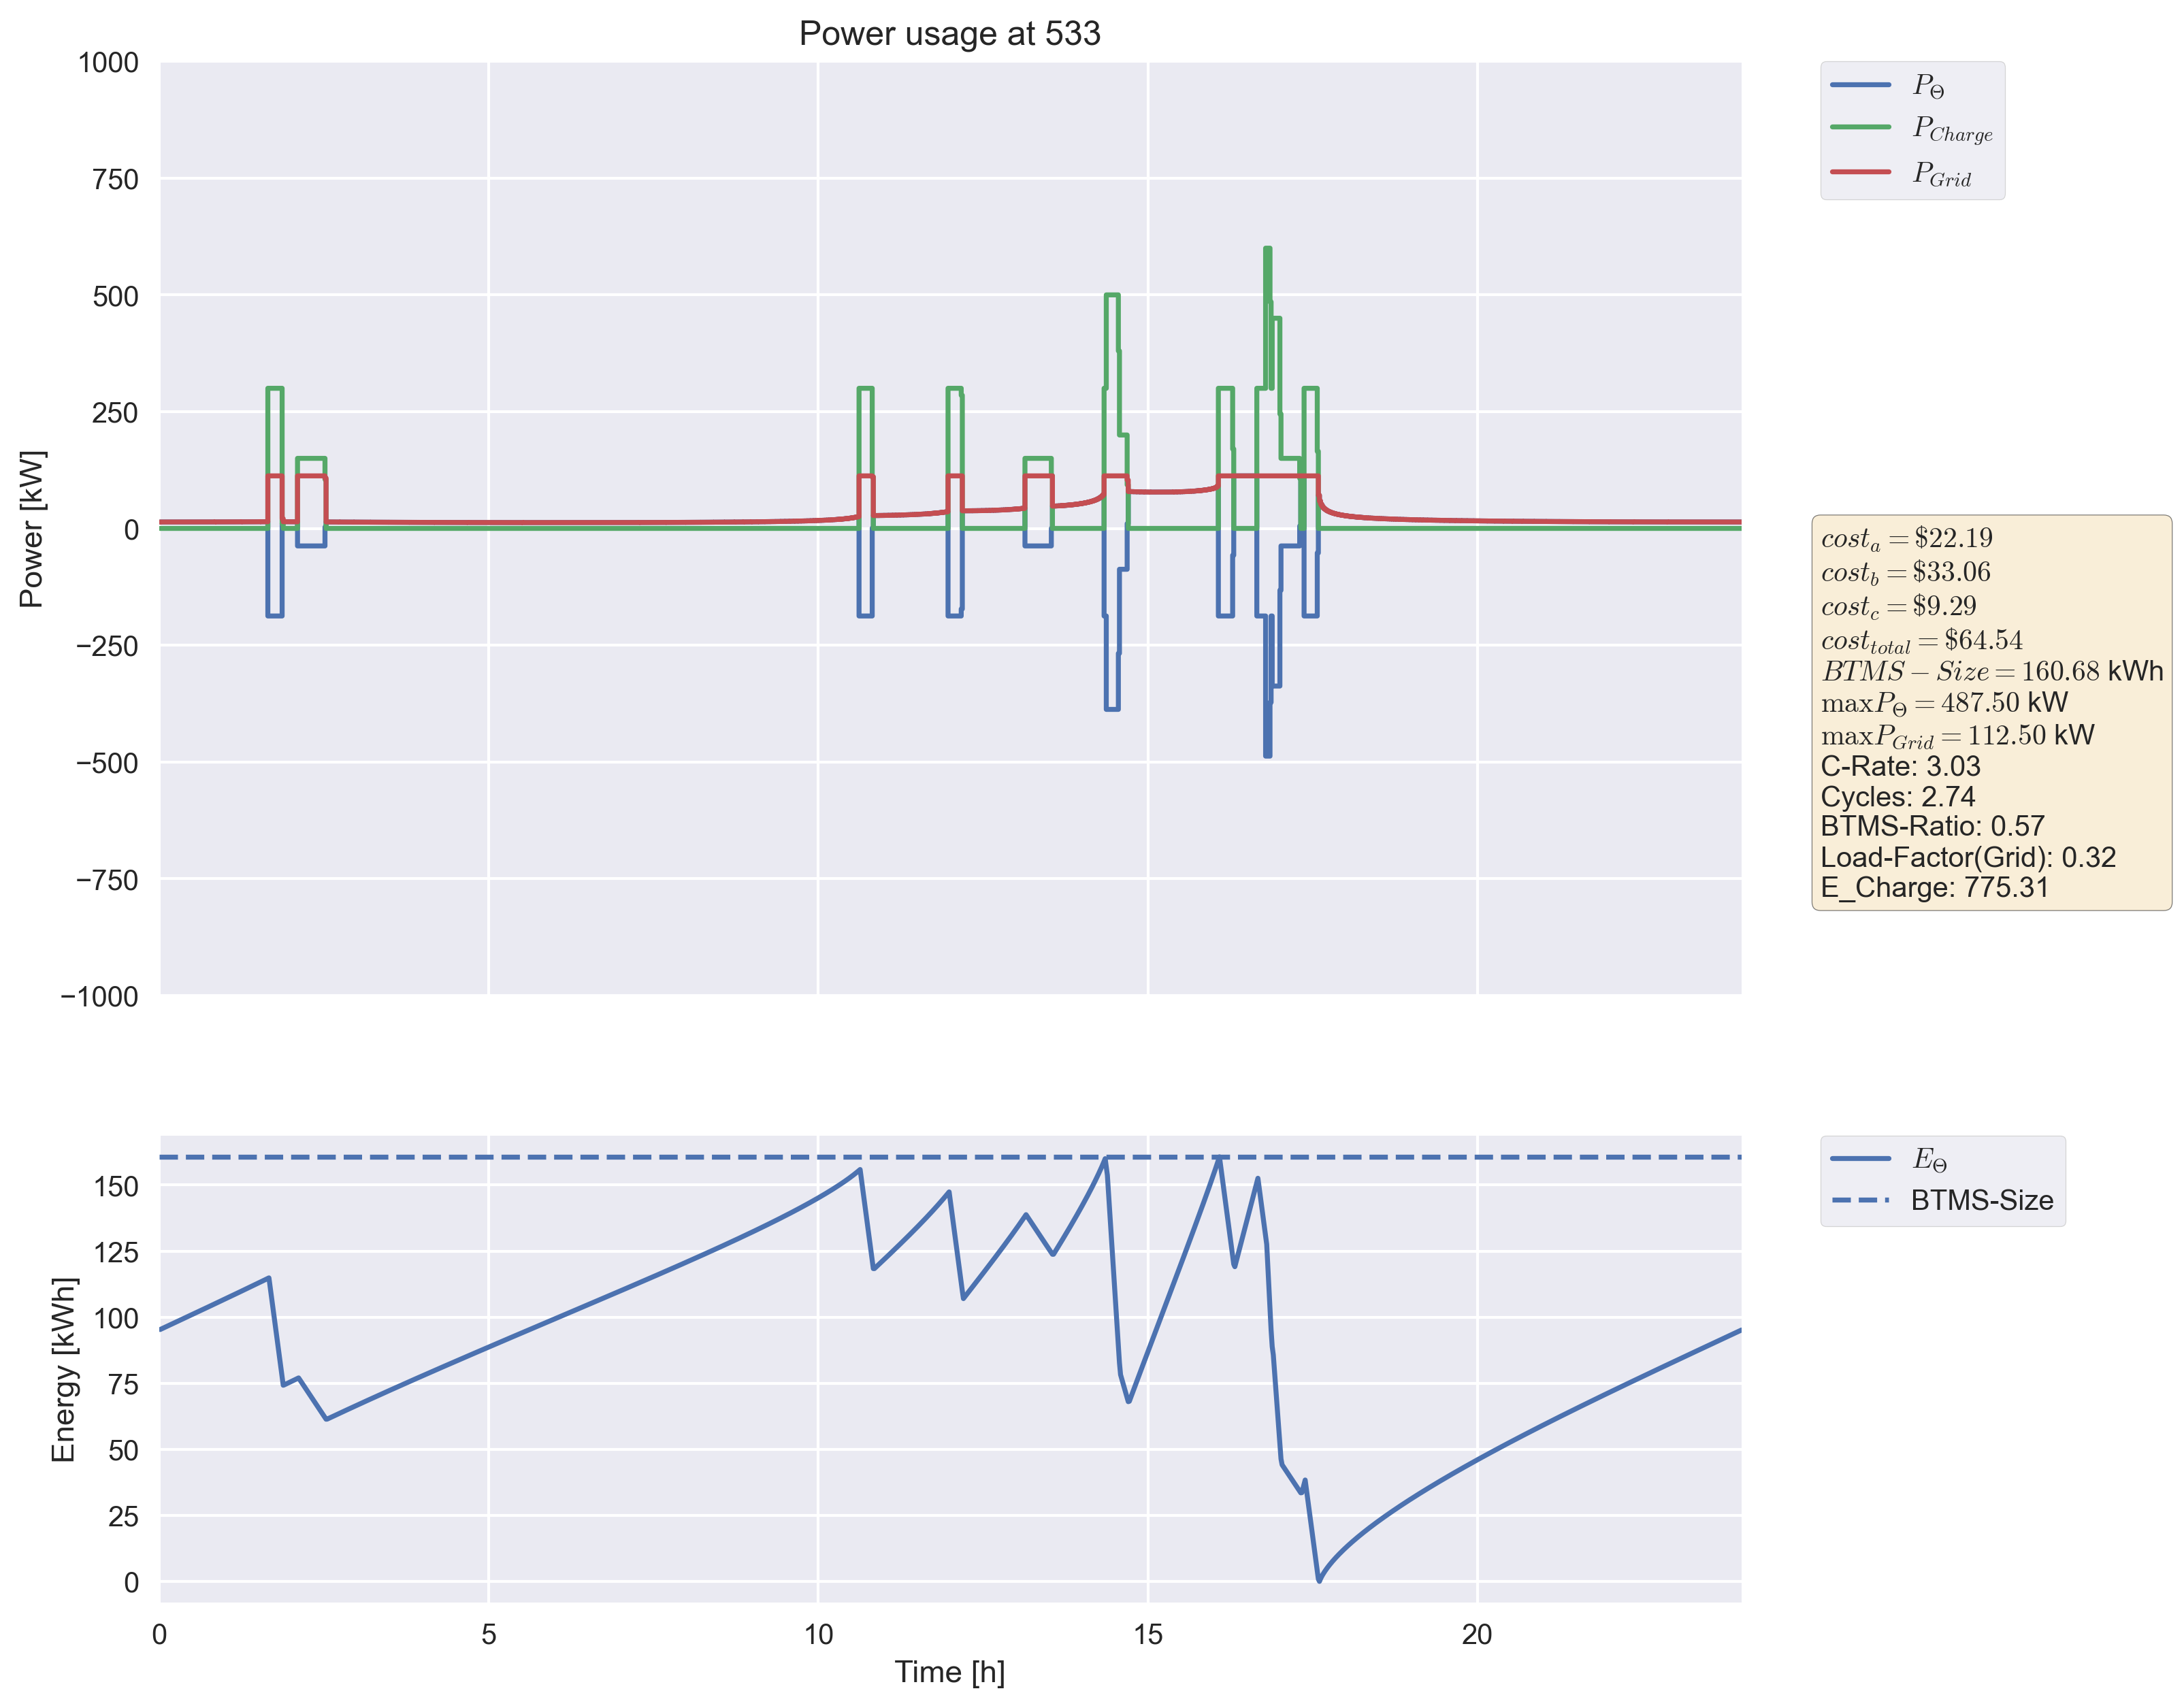 Power usage at 533
1000
750
500
250
0
−250
−500
−750
−1000
Power [kW]
P_Θ
P_Charge
P_Grid
cost_a = $22.19
cost_b = $33.06
cost_c = $9.29
cost_total = $64.54
BTMS − Size = 160.68 kWh
maxP_Θ = 487.50 kW
maxP_Grid = 112.50 kW
C-Rate: 3.03
Cycles: 2.74
BTMS-Ratio: 0.57
Load-Factor(Grid): 0.32
E_Charge: 775.31
150
125
100
75
50
25
0
Energy [kWh]
E_Θ
BTMS-Size
0 5 10 15 20
Time [h]